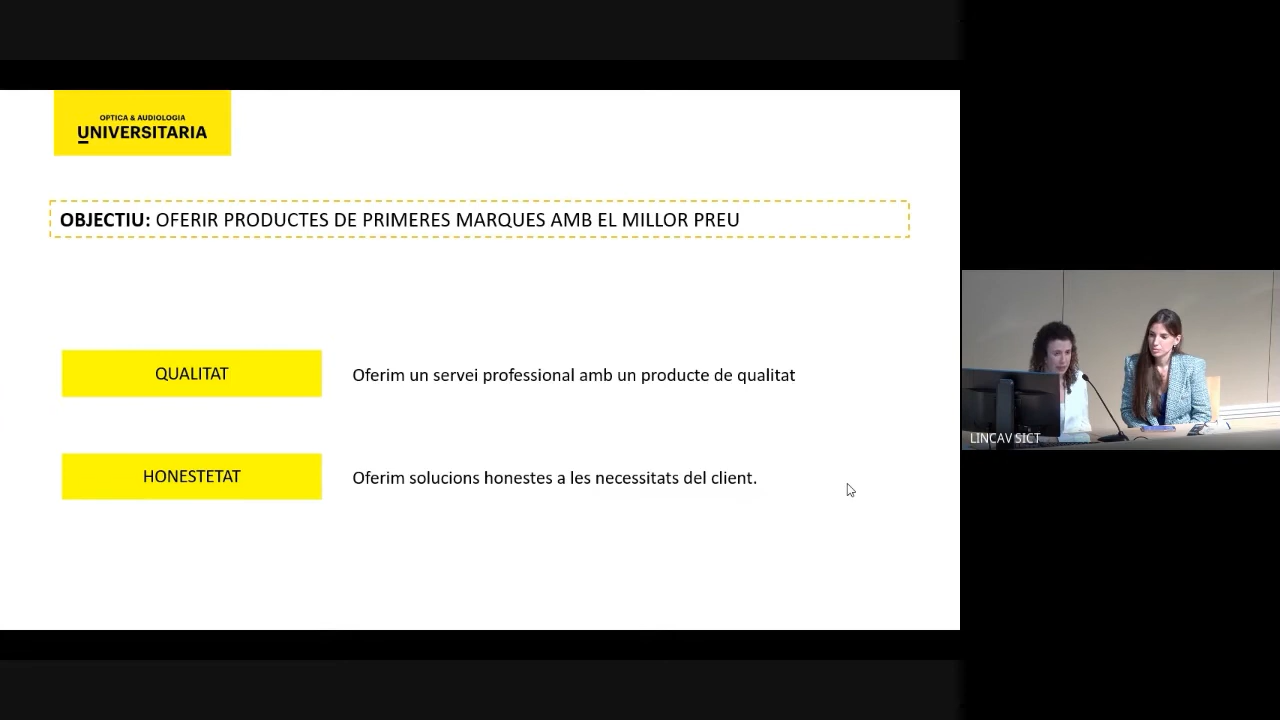 OPTICA & AUDIOLOGIA
UNIVERSITARIA
OBJECTIU: OFERIR PRODUCTES DE PRIMERES MARQUES AMB EL MILLOR PREU
QUALITAT
Oferim un servei professional amb un producte de qualitat
HONESTETAT
Oferim solucions honestes a les necessitats del client.
LINCAV SICT